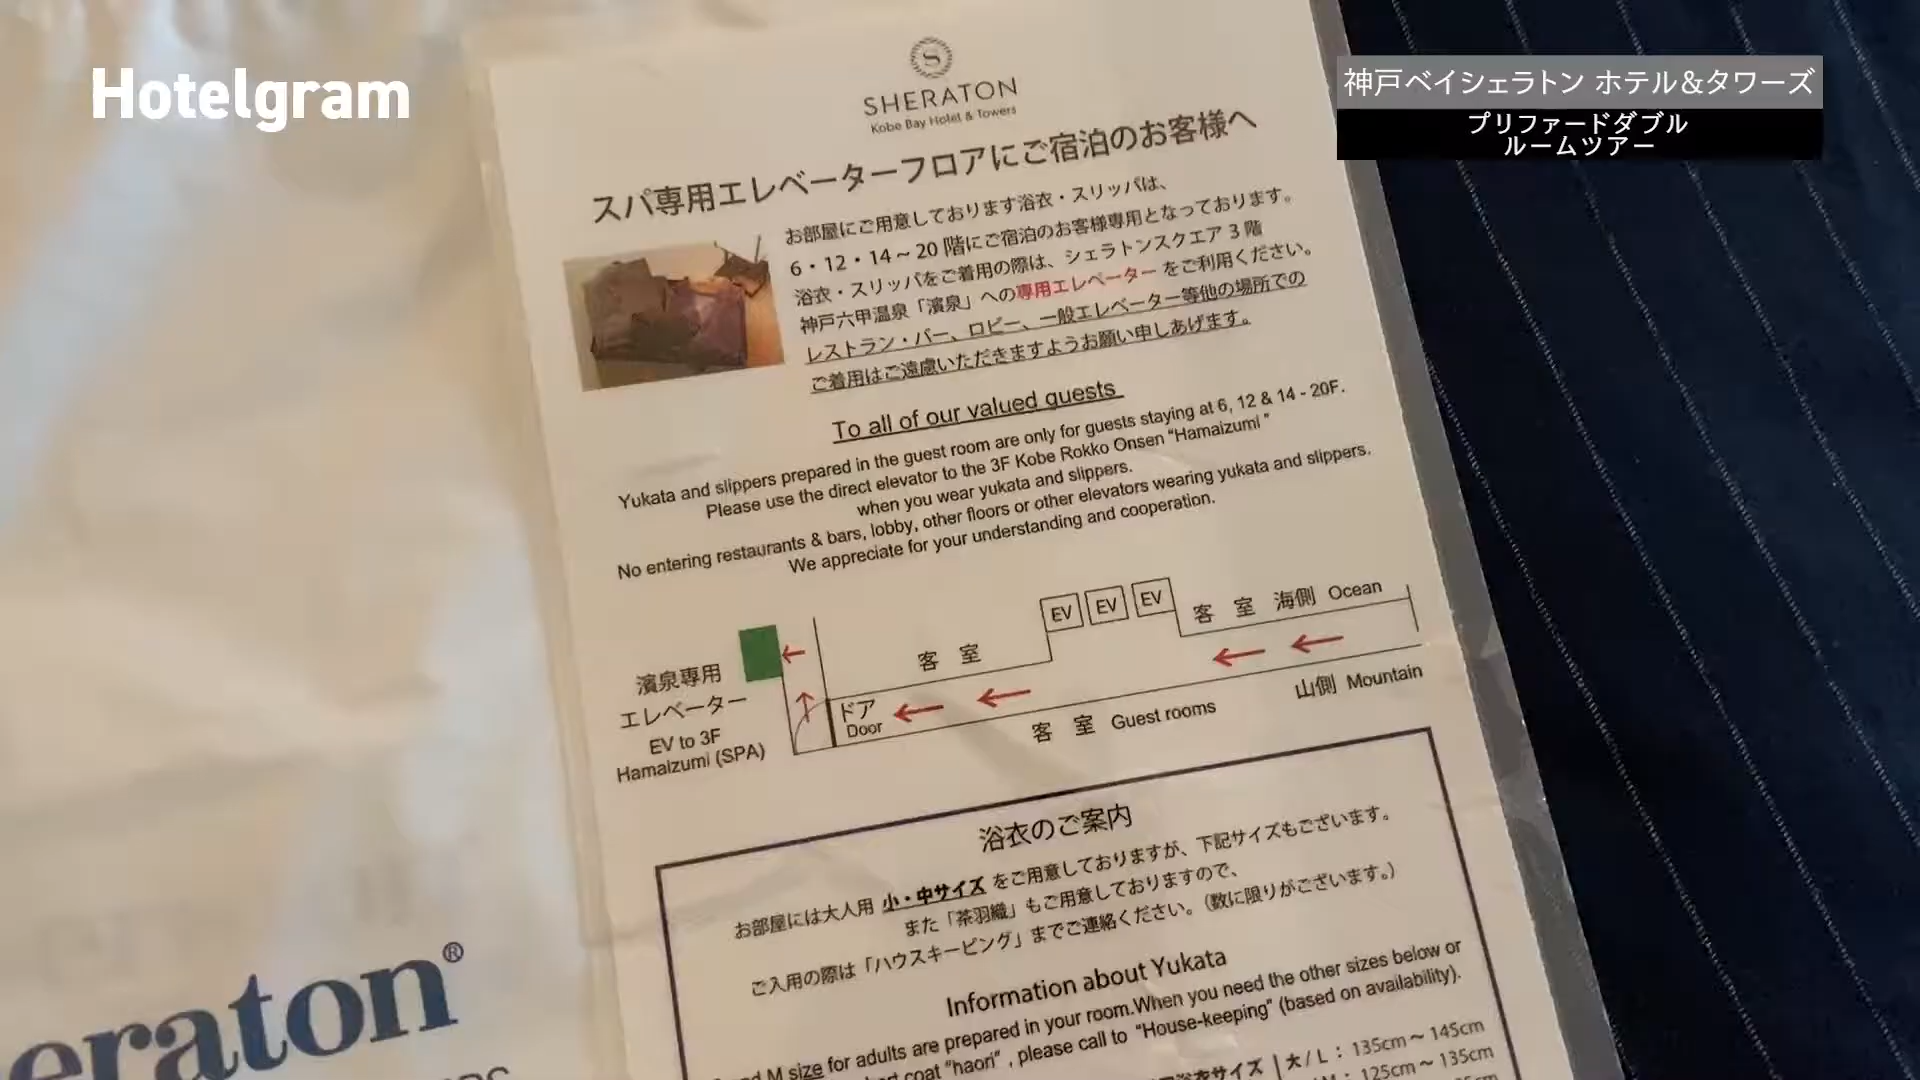 Hotelgram
神戸ベイシェラトン ホテル&タワーズ
プリファードダブル
ルームツアー
S
SHERATON
Kobe Bay Hotel & Towers
スパ専用エレベーターフロアにご宿泊のお客様へ
お部屋にご用意しております浴衣・スリッパは、
6・12・14～20 階にご宿泊のお客様専用となっております。
浴衣・スリッパをご着用の際は、シェラトンスクエア 3 階
神戸六甲温泉「濱泉」への専用エレベーターをご利用ください。
レストラン・バー、ロビー、一般エレベーター等他の場所での
ご着用はご遠慮いただきますようお願い申しあげます。
To all of our valued guests
Yukata and slippers prepared in the guest room are only for guests staying at 6, 12 & 14 - 20F.
Please use the direct elevator to the 3F Kobe Rokko Onsen "Hamaizumi"
when you wear yukata and slippers.
No entering restaurants & bars, lobby, other floors or other elevators wearing yukata and slippers.
We appreciate for your understanding and cooperation.
EV EV EV
客 室 海側 Ocean
客 室
濱泉専用
エレベーター
EV to 3F
Hamaizumi (SPA)
ドア
Door
山側 Mountain
客 室 Guest rooms
浴衣のご案内
お部屋には大人用 小・中サイズ をご用意しておりますが、下記サイズもございます。
また「茶羽織」もご用意しておりますので、
ご入用の際は「ハウスキーピング」までご連絡ください。(数に限りがございます。)
Information about Yukata
M size for adults are prepared in your room.When you need the other sizes below or
coat "haori" , please call to "House-keeping" (based on availability).
浴衣サイズ 大 / L : 135cm～145cm
125cm～135cm
eraton®